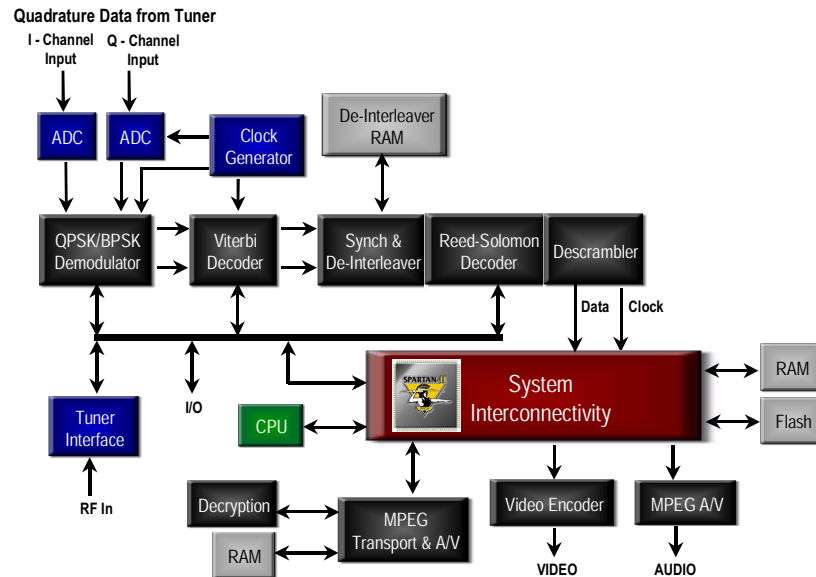 Quadrature Data from Tuner
I - Channel
Input
Q - Channel
Input
ADC
ADC
Clock
Generator
De-Interleaver
RAM
QPSK/BPSK
Demodulator
Viterbi
Decoder
Synch &
De-Interleaver
Reed-Solomon
Decoder
Descrambler
Data
Clock
SPARTAN-II
System
Interconnectivity
RAM
Flash
Tuner
Interface
I/O
CPU
RF In
Decryption
RAM
MPEG
Transport & A/V
Video Encoder
MPEG A/V
VIDEO
AUDIO